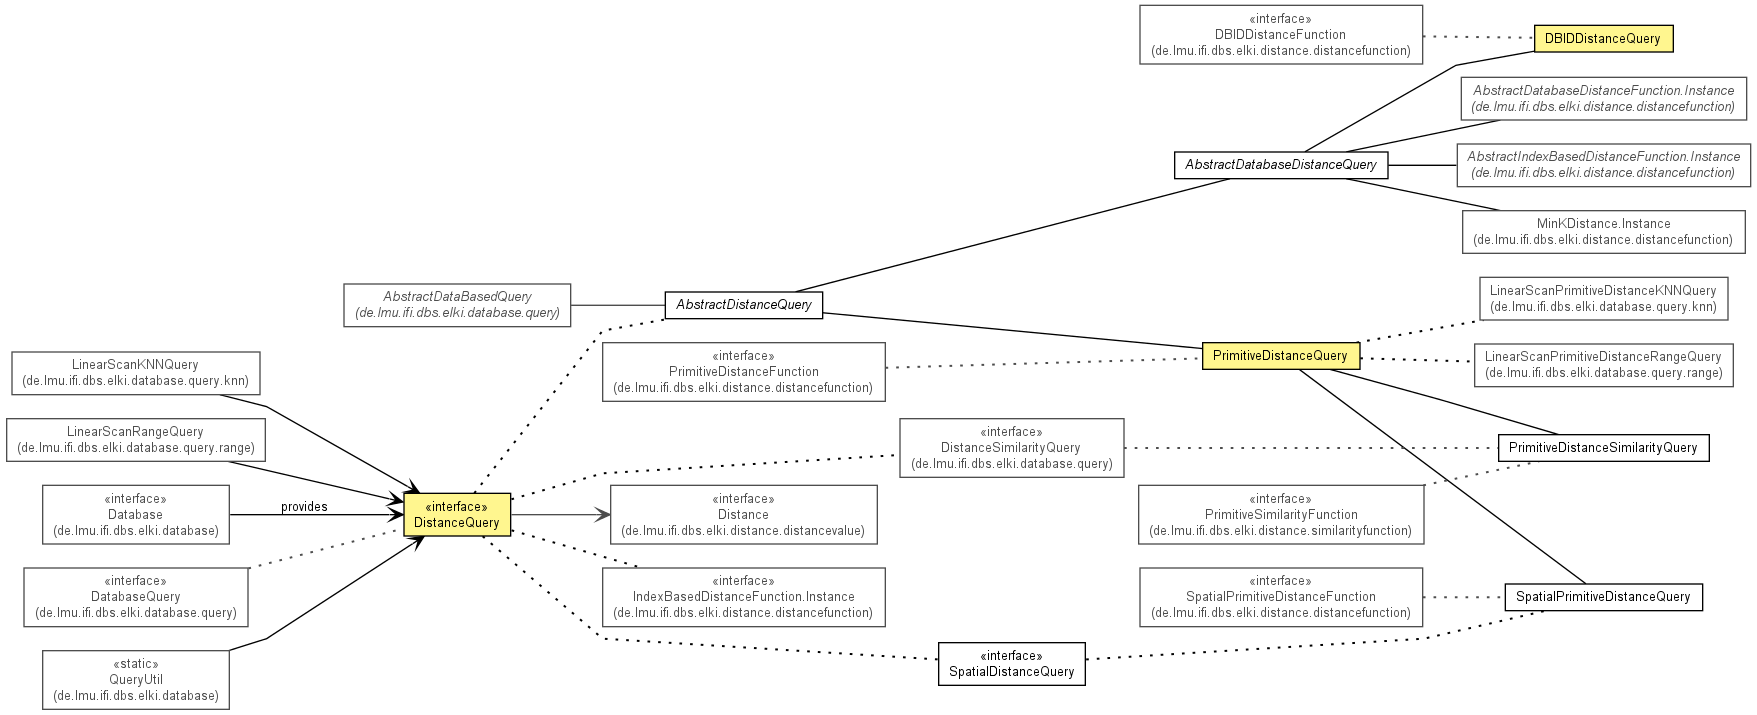 «interface»
DBIDDistanceFunction
(de.lmu.ifi.dbs.elki.distance.distancefunction)
DBIDDistanceQuery
AbstractDatabaseDistanceFunction.Instance
(de.lmu.ifi.dbs.elki.distance.distancefunction)
AbstractDatabaseDistanceQuery
AbstractIndexBasedDistanceFunction.Instance
(de.lmu.ifi.dbs.elki.distance.distancefunction)
MinKDistance.Instance
(de.lmu.ifi.dbs.elki.distance.distancefunction)
AbstractDataBasedQuery
(de.lmu.ifi.dbs.elki.database.query)
AbstractDistanceQuery
LinearScanPrimitiveDistanceKNNQuery
(de.lmu.ifi.dbs.elki.database.query.knn)
LinearScanKNNQuery
(de.lmu.ifi.dbs.elki.database.query.knn)
«interface»
PrimitiveDistanceFunction
(de.lmu.ifi.dbs.elki.distance.distancefunction)
PrimitiveDistanceQuery
LinearScanPrimitiveDistanceRangeQuery
(de.lmu.ifi.dbs.elki.database.query.range)
LinearScanRangeQuery
(de.lmu.ifi.dbs.elki.database.query.range)
«interface»
DistanceSimilarityQuery
(de.lmu.ifi.dbs.elki.database.query)
PrimitiveDistanceSimilarityQuery
«interface»
Database
(de.lmu.ifi.dbs.elki.database)
provides
«interface»
DistanceQuery
«interface»
Distance
(de.lmu.ifi.dbs.elki.distance.distancevalue)
«interface»
PrimitiveSimilarityFunction
(de.lmu.ifi.dbs.elki.distance.similarityfunction)
«interface»
DatabaseQuery
(de.lmu.ifi.dbs.elki.database.query)
«interface»
IndexBasedDistanceFunction.Instance
(de.lmu.ifi.dbs.elki.distance.distancefunction)
«interface»
SpatialPrimitiveDistanceFunction
(de.lmu.ifi.dbs.elki.distance.distancefunction)
SpatialPrimitiveDistanceQuery
«static»
QueryUtil
(de.lmu.ifi.dbs.elki.database)
«interface»
SpatialDistanceQuery